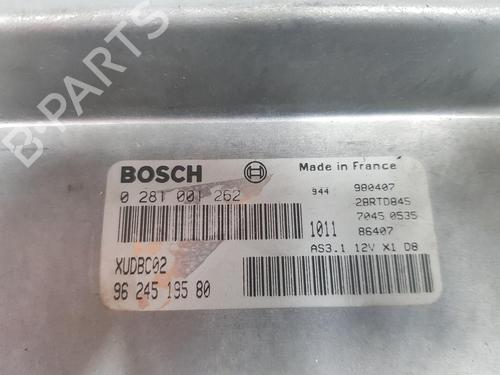 BOSCH Made in France
0 281 001 262 944 980407
28RTD845
7045 0535
1011 86407
AS3.1 12V X1 D8
XUDBC02
96 245 195 80
B-PARTS